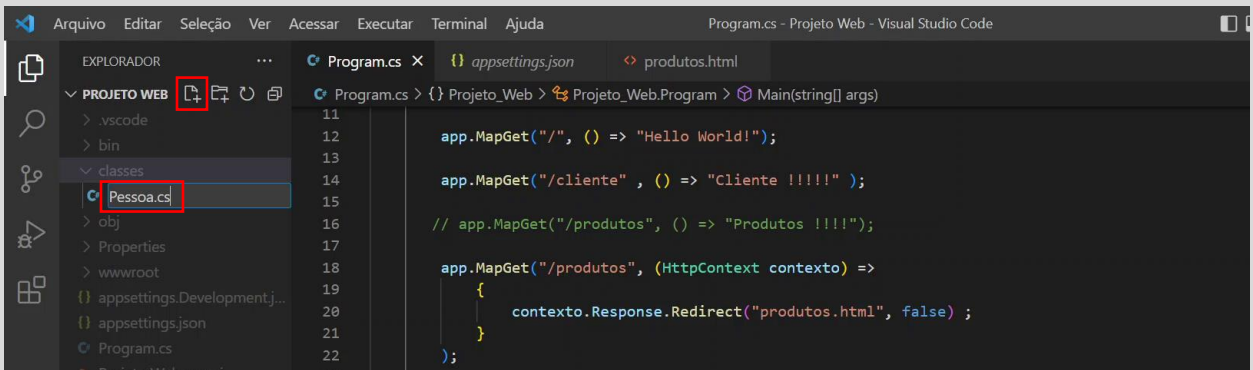 Arquivo Editar Seleção Ver Acessar Executar Terminal Ajuda Program.cs - Projeto Web - Visual Studio Code
EXPLORADOR ...
PROJETO WEB
.vscode
bin
classes
Pessoa.cs
obj
Properties
wwwroot
appsettings.Development.j...
appsettings.json
Program.cs
Program.cs × {} appsettings.json <> produtos.html
Program.cs > {} Projeto_Web > Projeto_Web.Program > Main(string[] args)
11
12 app.MapGet("/", () => "Hello World!");
13
14 app.MapGet("/cliente" , () => "Cliente !!!!!" );
15
16 // app.MapGet("/produtos", () => "Produtos !!!!");
17
18 app.MapGet("/produtos", (HttpContext contexto) =>
19 {
20 contexto.Response.Redirect("produtos.html", false) ;
21 }
22 );